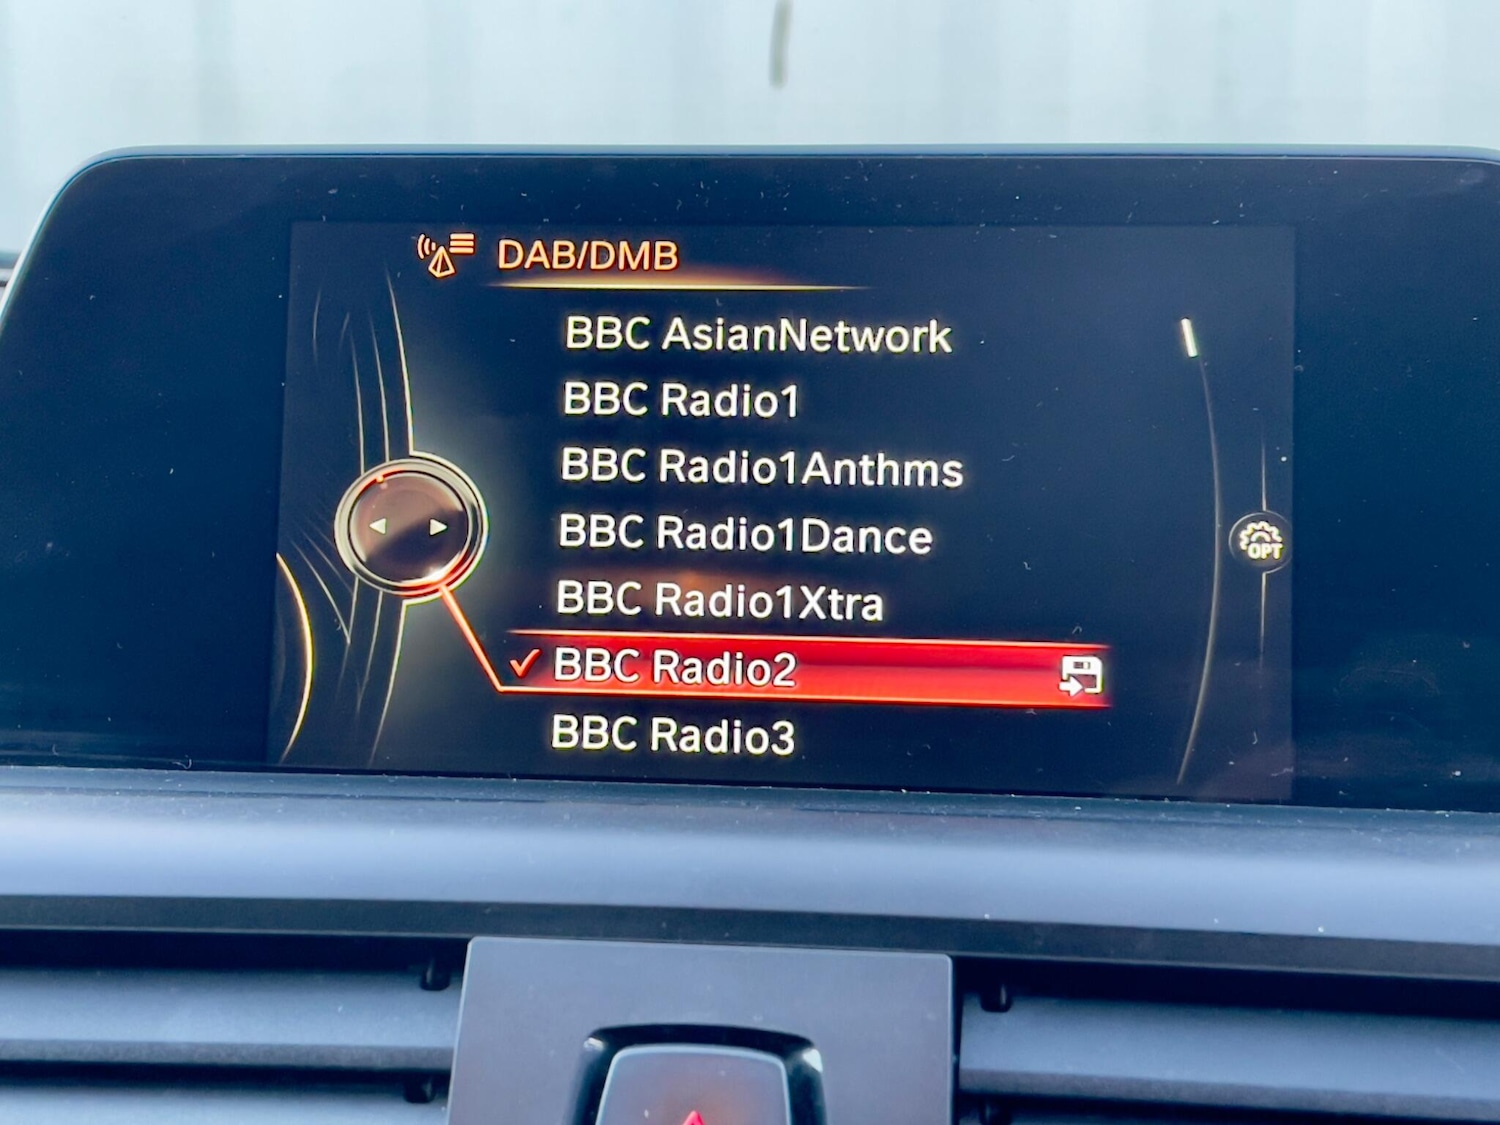 DAB/DMB
BBC AsianNetwork
BBC Radio1
BBC Radio1Anthms
BBC Radio1Dance
BBC Radio1Xtra
BBC Radio2
OPT
BBC Radio3